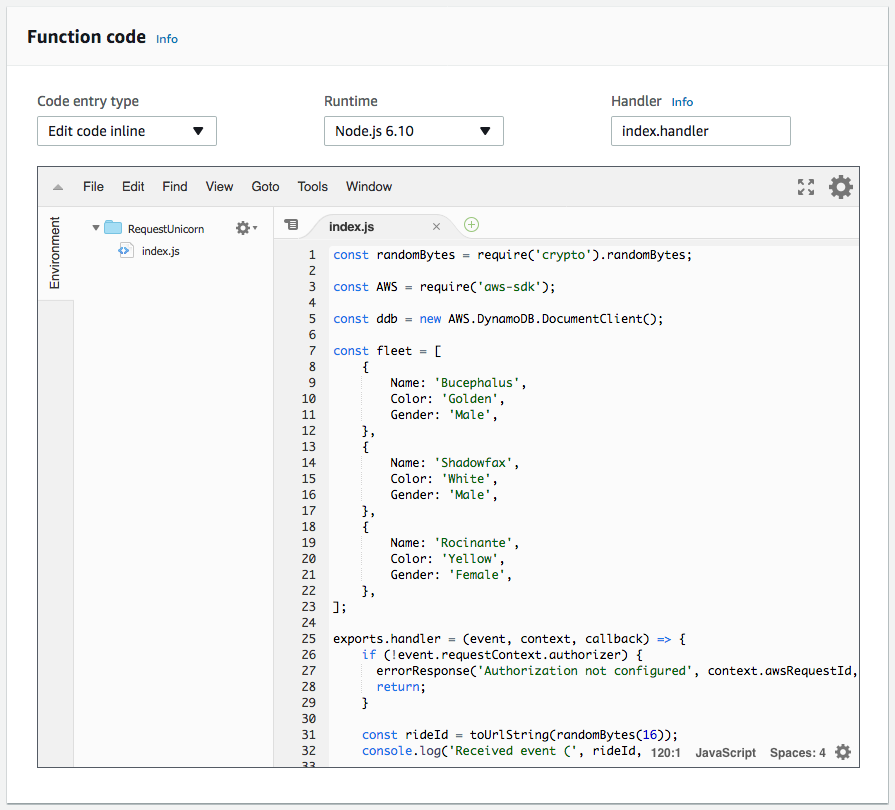 Function code Info
Code entry type Runtime Handler Info
Edit code inline Node.js 6.10 index.handler
File Edit Find View Goto Tools Window
Environment
RequestUnicorn
index.js
index.js
1 const randomBytes = require('crypto').randomBytes;
2
3 const AWS = require('aws-sdk');
4
5 const ddb = new AWS.DynamoDB.DocumentClient();
6
7 const fleet = [
8     {
9         Name: 'Bucephalus',
10         Color: 'Golden',
11         Gender: 'Male',
12     },
13     {
14         Name: 'Shadowfax',
15         Color: 'White',
16         Gender: 'Male',
17     },
18     {
19         Name: 'Rocinante',
20         Color: 'Yellow',
21         Gender: 'Female',
22     },
23 ];
24
25 exports.handler = (event, context, callback) => {
26     if (!event.requestContext.authorizer) {
27       errorResponse('Authorization not configured', context.awsRequestId,
28       return;
29     }
30
31     const rideId = toUrlString(randomBytes(16));
32     console.log('Received event (', rideId,
33
120:1 JavaScript Spaces: 4